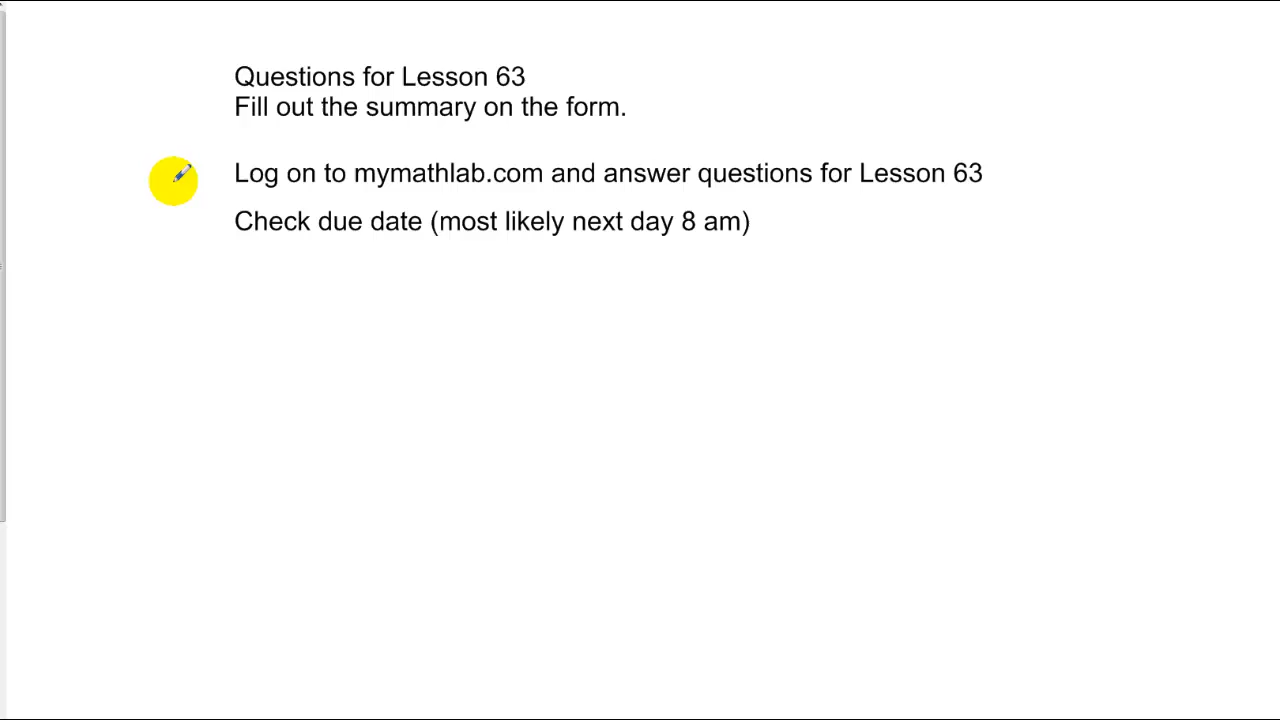 Questions for Lesson 63
Fill out the summary on the form.
Log on to mymathlab.com and answer questions for Lesson 63
Check due date (most likely next day 8 am)